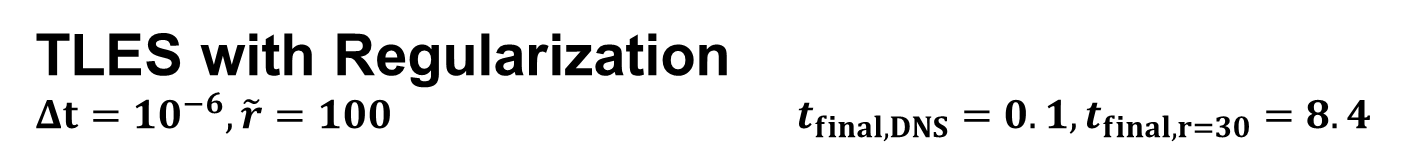 TLES with Regularization
Δt = 10⁻⁶, r̃ = 100 t_final,DNS = 0.1, t_final,r=30 = 8.4